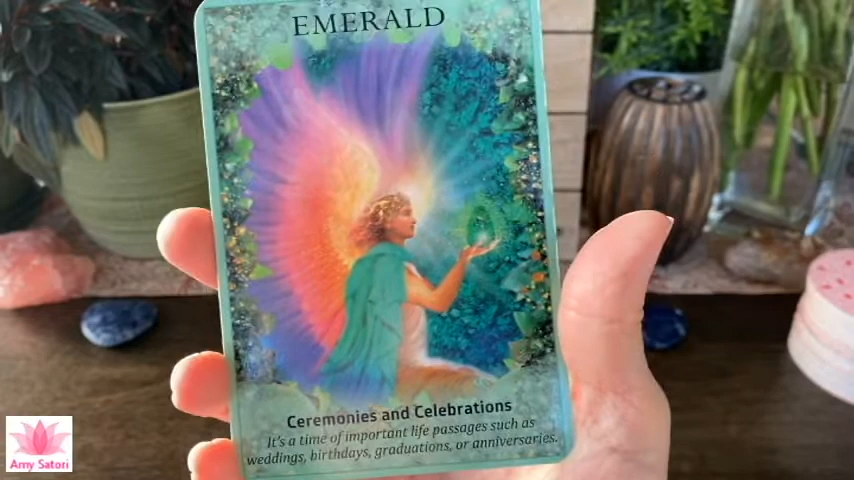 EMERALD
Ceremonies and Celebrations
It's a time of important life passages such as
weddings, birthdays, graduations, or anniversaries.
Amy Satori